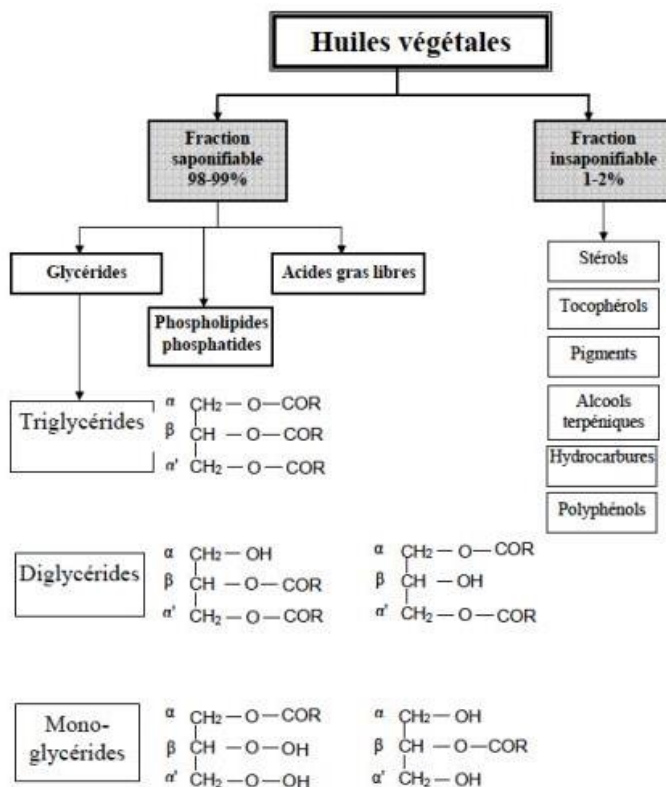 Huiles végétales
Fraction
saponifiable
98-99%
Fraction
insaponifiable
1-2%
Glycérides
Acides gras libres
Phospholipides
phosphatides
Stérols
Tocophérols
Pigments
Alcools
terpéniques
Hydrocarbures
Polyphénols
Triglycérides
α CH₂ — O — COR
β CH — O — COR
α' CH₂ — O — COR
Diglycérides
α CH₂ — OH
β CH — O — COR
α' CH₂ — O — COR
α CH₂ — O — COR
β CH — OH
α' CH₂ — O — COR
Mono-
glycérides
α CH₂ — O — COR
β CH — O — OH
α' CH₂ — O — OH
α CH₂ — OH
β CH — O — COR
α' CH₂ — OH